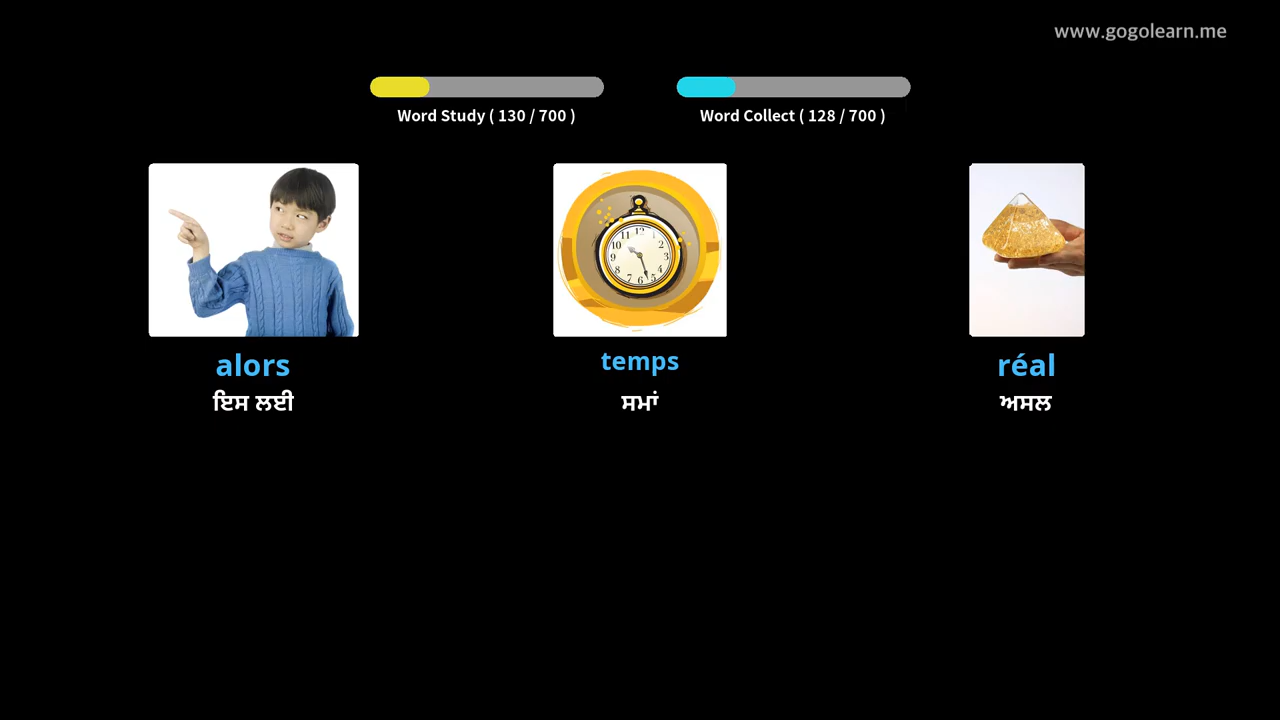 www.gogolearn.me
Word Study ( 130 / 700 )
Word Collect ( 128 / 700 )
alors
ਇਸ ਲਈ
temps
ਸਮਾਂ
réal
ਅਸਲ